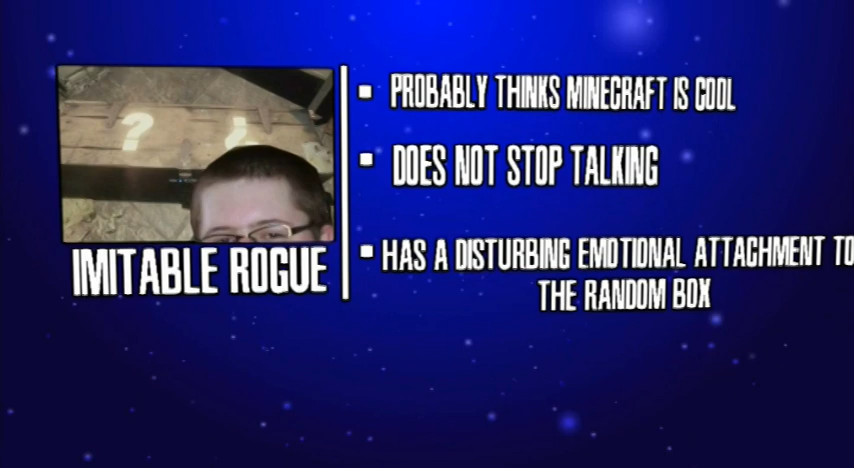 ? ¿
PROBABLY THINKS MINECRAFT IS COOL
DOES NOT STOP TALKING
HAS A DISTURBING EMOTIONAL ATTACHMENT TO
THE RANDOM BOX
IMITABLE ROGUE